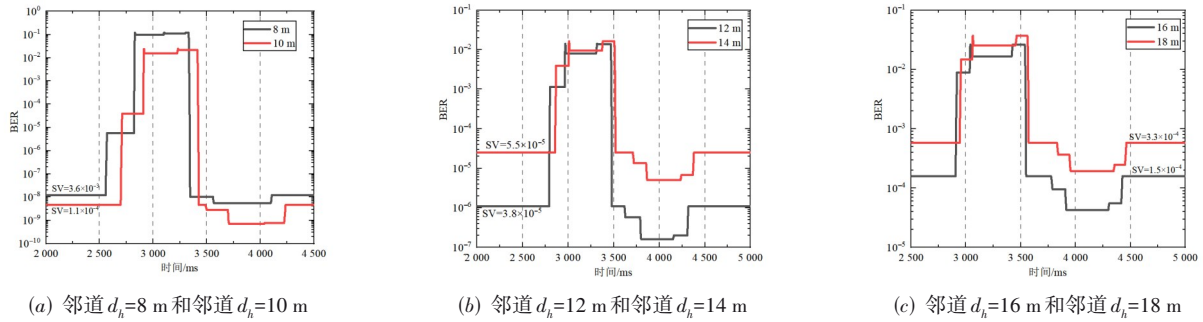 10⁰
10⁻¹
10⁻²
10⁻³
10⁻⁴
10⁻⁵
10⁻⁶
10⁻⁷
10⁻⁸
10⁻⁹
10⁻¹⁰
BER
8 m
10 m
SV=3.6×10⁻³
SV=1.1×10⁻⁴
2 000 2 500 3 000 3 500 4 000 4 500
时间/ms
(a) 邻道 dₕ=8 m 和邻道 dₕ=10 m
10⁻¹
10⁻²
10⁻³
10⁻⁴
10⁻⁵
10⁻⁶
10⁻⁷
BER
12 m
14 m
SV=5.5×10⁻⁵
SV=3.8×10⁻⁵
2 000 2 500 3 000 3 500 4 000 4 500 5 000
时间/ms
(b) 邻道 dₕ=12 m 和邻道 dₕ=14 m
10⁻¹
10⁻²
10⁻³
10⁻⁴
10⁻⁵
BER
16 m
18 m
SV=3.3×10⁻⁴
SV=1.5×10⁻⁴
2 500 3 000 3 500 4 000 4 500 5 000
时间/ms
(c) 邻道 dₕ=16 m 和邻道 dₕ=18 m